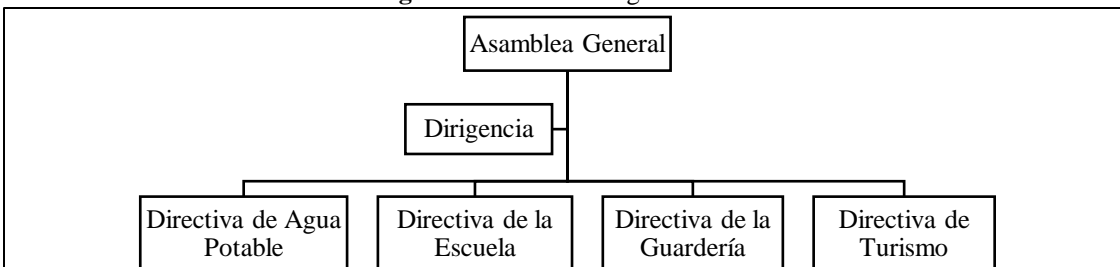 Asamblea General
Dirigencia
Directiva de Agua
Potable
Directiva de la
Escuela
Directiva de la
Guardería
Directiva de
Turismo